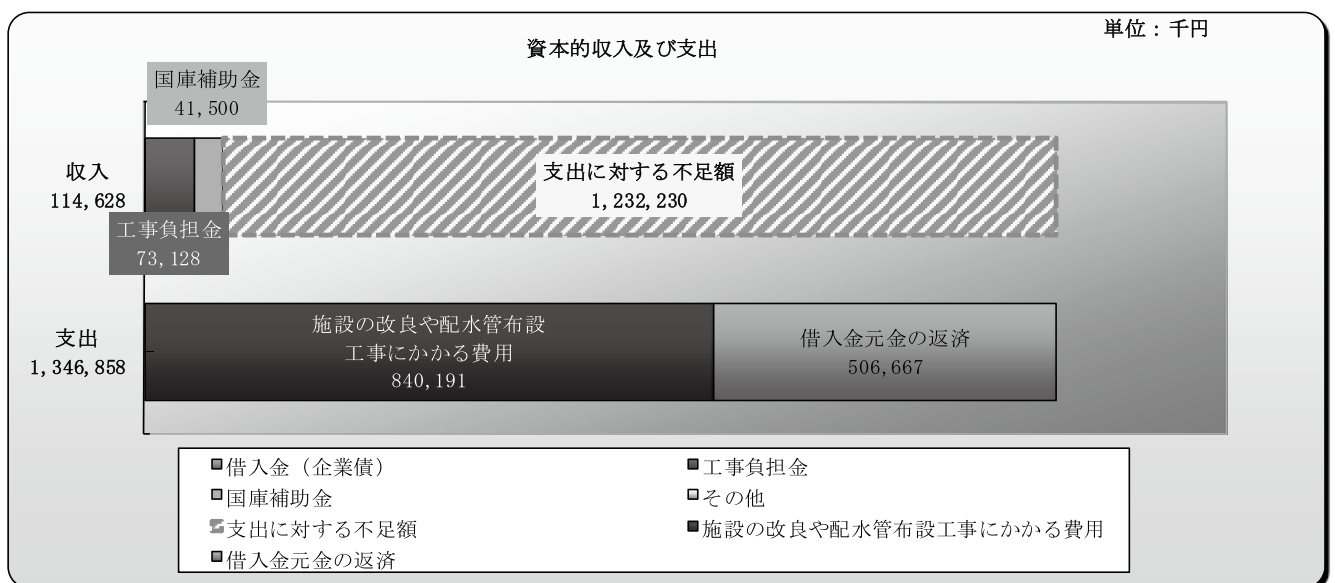 単位：千円
資本的収入及び支出
国庫補助金
41,500
収入
114,628
支出に対する不足額
1,232,230
工事負担金
73,128
支出
1,346,858
施設の改良や配水管布設
工事にかかる費用
840,191
借入金元金の返済
506,667
借入金（企業債）
工事負担金
国庫補助金
その他
支出に対する不足額
施設の改良や配水管布設工事にかかる費用
借入金元金の返済